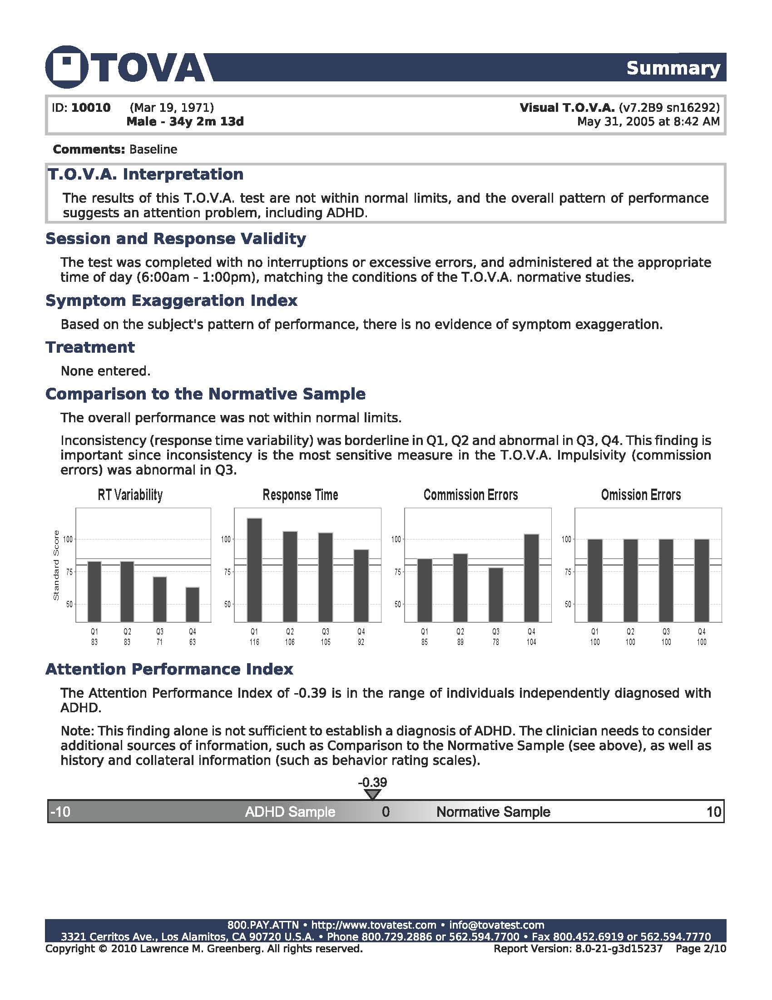 TOVA
Summary
ID: 10010 (Mar 19, 1971)
Male - 34y 2m 13d
Visual T.O.V.A. (v7.2B9 sn16292)
May 31, 2005 at 8:42 AM
Comments: Baseline
T.O.V.A. Interpretation
The results of this T.O.V.A. test are not within normal limits, and the overall pattern of performance
suggests an attention problem, including ADHD.
Session and Response Validity
The test was completed with no interruptions or excessive errors, and administered at the appropriate
time of day (6:00am - 1:00pm), matching the conditions of the T.O.V.A. normative studies.
Symptom Exaggeration Index
Based on the subject's pattern of performance, there is no evidence of symptom exaggeration.
Treatment
None entered.
Comparison to the Normative Sample
The overall performance was not within normal limits.
Inconsistency (response time variability) was borderline in Q1, Q2 and abnormal in Q3, Q4. This finding is
important since inconsistency is the most sensitive measure in the T.O.V.A. Impulsivity (commission
errors) was abnormal in Q3.
RT Variability
Standard Score
100
75
50
Q1 Q2 Q3 Q4
83 83 71 63
Response Time
100
75
50
Q1 Q2 Q3 Q4
116 106 105 92
Commission Errors
100
75
50
Q1 Q2 Q3 Q4
85 89 78 104
Omission Errors
100
75
50
Q1 Q2 Q3 Q4
100 100 100 100
Attention Performance Index
The Attention Performance Index of -0.39 is in the range of individuals independently diagnosed with
ADHD.
Note: This finding alone is not sufficient to establish a diagnosis of ADHD. The clinician needs to consider
additional sources of information, such as Comparison to the Normative Sample (see above), as well as
history and collateral information (such as behavior rating scales).
-0.39
-10 ADHD Sample 0 Normative Sample 10
800.PAY.ATTN • http://www.tovatest.com • info@tovatest.com
3321 Cerritos Ave., Los Alamitos, CA 90720 U.S.A. • Phone 800.729.2886 or 562.594.7700 • Fax 800.452.6919 or 562.594.7770
Copyright © 2010 Lawrence M. Greenberg. All rights reserved.
Report Version: 8.0-21-g3d15237 Page 2/10